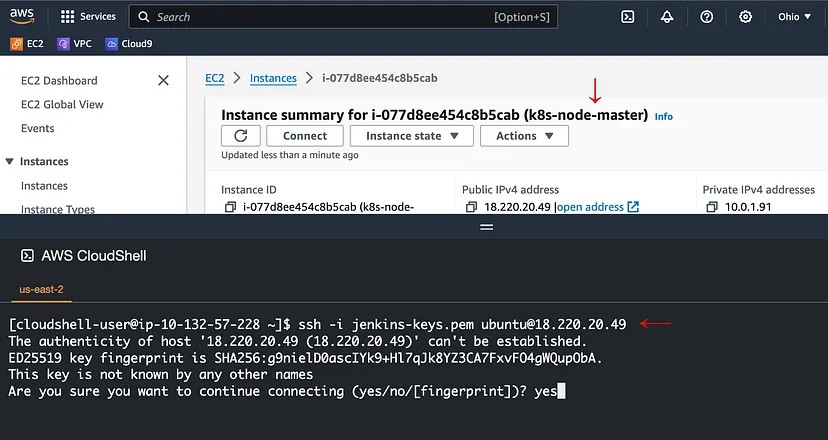 aws Services Search [Option+S] Ohio ▼
EC2 VPC Cloud9
EC2 Dashboard
EC2 Global View
Events
Instances
Instances
Instance Types
EC2 > Instances > i-077d8ee454c8b5cab
Instance summary for i-077d8ee454c8b5cab (k8s-node-master) Info
Connect Instance state ▼ Actions ▼
Updated less than a minute ago
Instance ID Public IPv4 address Private IPv4 addresses
i-077d8ee454c8b5cab (k8s-node- 18.220.20.49 |open address 10.0.1.91
AWS CloudShell
us-east-2
[cloudshell-user@ip-10-132-57-228 ~]$ ssh -i jenkins-keys.pem ubuntu@18.220.20.49
The authenticity of host '18.220.20.49 (18.220.20.49)' can't be established.
ED25519 key fingerprint is SHA256:g9nielD0ascIYk9+Hl7qJk8YZ3CA7FxvFO4gWQupObA.
This key is not known by any other names
Are you sure you want to continue connecting (yes/no/[fingerprint])? yes